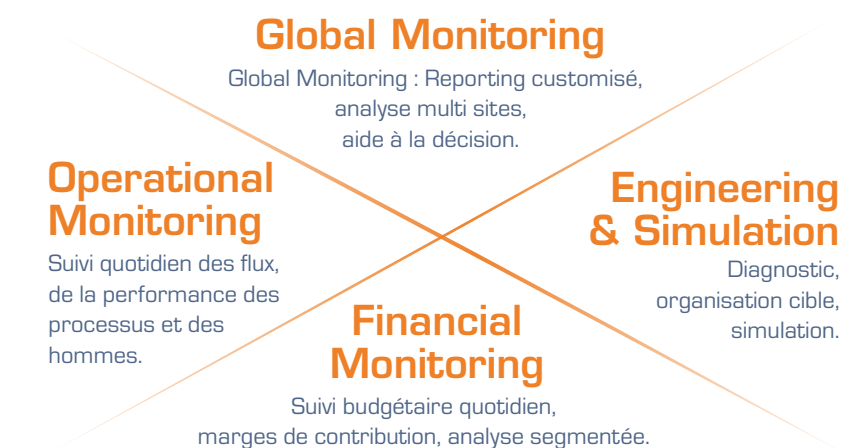 Global Monitoring
Global Monitoring : Reporting customisé,
analyse multi sites,
aide à la décision.
Operational
Monitoring
Suivi quotidien des flux,
de la performance des
processus et des
hommes.
Engineering
& Simulation
Diagnostic,
organisation cible,
simulation.
Financial
Monitoring
Suivi budgétaire quotidien,
marges de contribution, analyse segmentée.